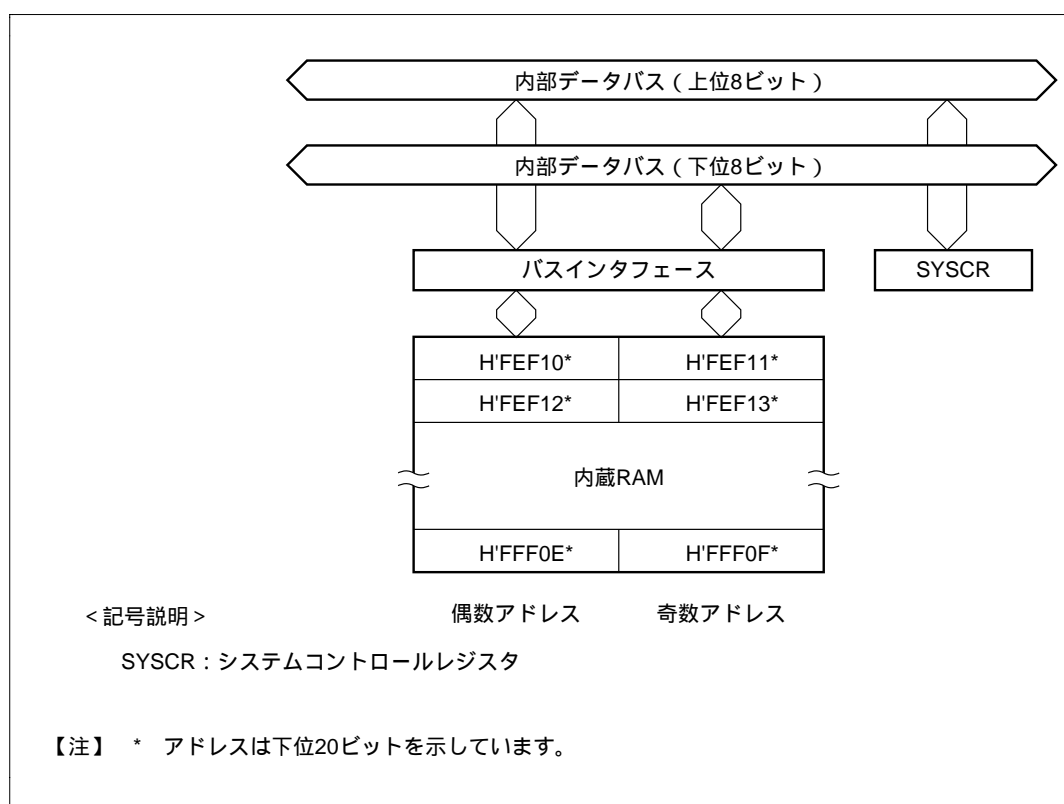 内部データバス（上位8ビット）
内部データバス（下位8ビット）
バスインタフェース
SYSCR
H'FEF10* H'FEF11*
H'FEF12* H'FEF13*
内蔵RAM
H'FFF0E* H'FFF0F*
偶数アドレス 奇数アドレス
<記号説明>
SYSCR：システムコントロールレジスタ
【注】 * アドレスは下位20ビットを示しています。